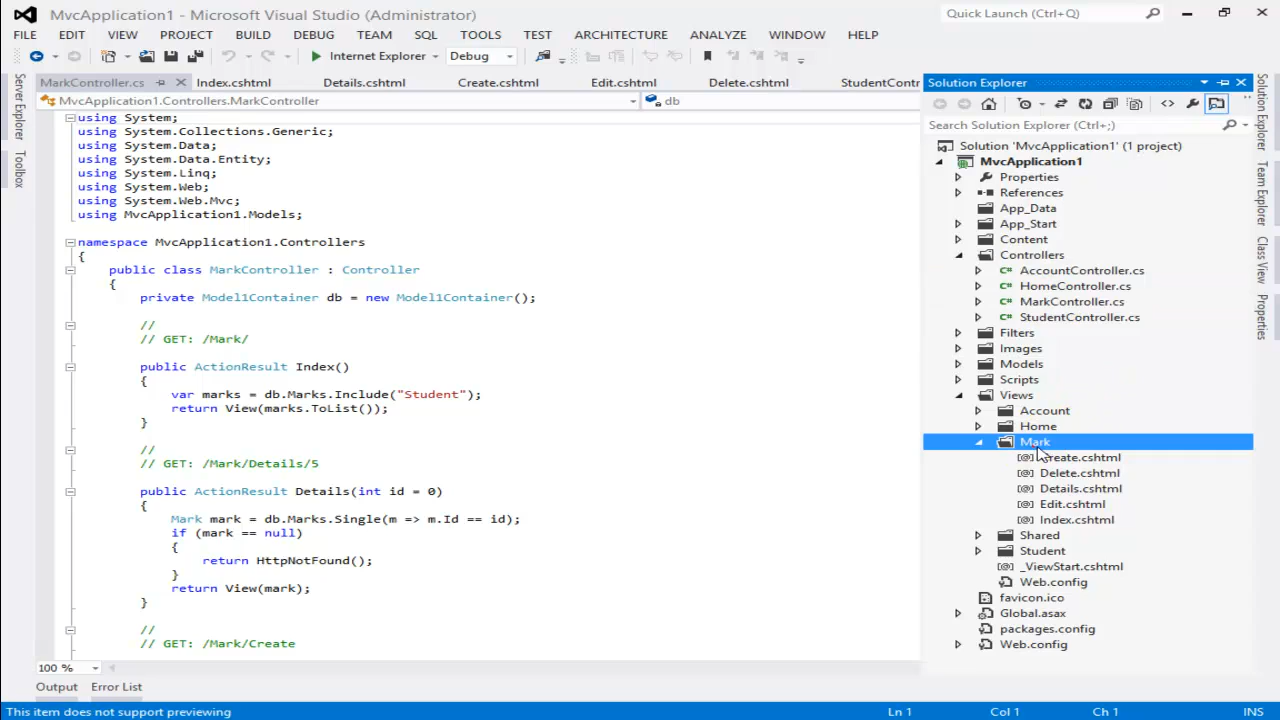 MvcApplication1 - Microsoft Visual Studio (Administrator)
Quick Launch (Ctrl+Q)
FILE EDIT VIEW PROJECT BUILD DEBUG TEAM SQL TOOLS TEST ARCHITECTURE ANALYZE WINDOW HELP
Internet Explorer Debug
MarkController.cs Index.cshtml Details.cshtml Create.cshtml Edit.cshtml Delete.cshtml StudentContr
MvcApplication1.Controllers.MarkController db
Server Explorer
Toolbox
using System;
using System.Collections.Generic;
using System.Data;
using System.Data.Entity;
using System.Linq;
using System.Web;
using System.Web.Mvc;
using MvcApplication1.Models;
namespace MvcApplication1.Controllers
{
public class MarkController : Controller
{
private Model1Container db = new Model1Container();
//
// GET: /Mark/
public ActionResult Index()
{
var marks = db.Marks.Include("Student");
return View(marks.ToList());
}
//
// GET: /Mark/Details/5
public ActionResult Details(int id = 0)
{
Mark mark = db.Marks.Single(m => m.Id == id);
if (mark == null)
{
return HttpNotFound();
}
return View(mark);
}
//
// GET: /Mark/Create
100 %
Solution Explorer
Search Solution Explorer (Ctrl+;)
Solution 'MvcApplication1' (1 project)
MvcApplication1
Properties
References
App_Data
App_Start
Content
Controllers
C# AccountController.cs
C# HomeController.cs
C# MarkController.cs
C# StudentController.cs
Filters
Images
Models
Scripts
Views
Account
Home
Mark
[@] Create.cshtml
[@] Delete.cshtml
[@] Details.cshtml
[@] Edit.cshtml
[@] Index.cshtml
Shared
Student
[@] _ViewStart.cshtml
Web.config
favicon.ico
Global.asax
packages.config
Web.config
Solution Explorer
Team Explorer
Class View
Properties
Output Error List
This item does not support previewing Ln 1 Col 1 Ch 1 INS